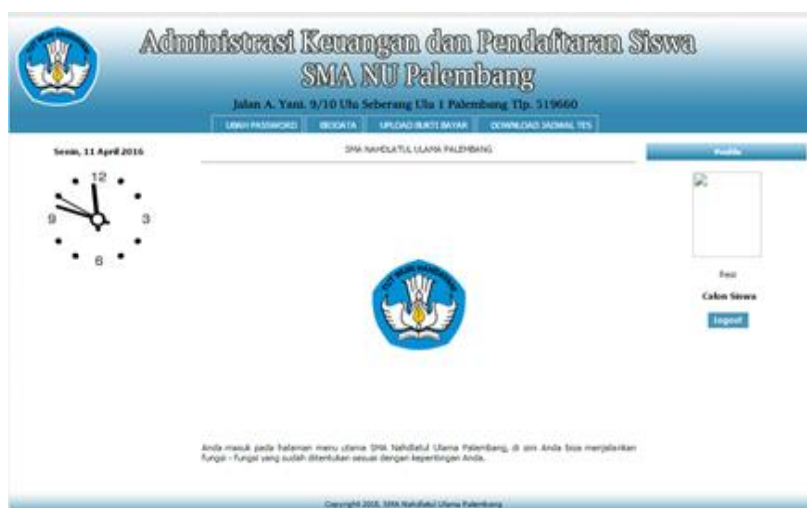 Administrasi Keuangan dan Pendaftaran Siswa
SMA NU Palembang
Jalan A. Yani. 9/10 Ulu Seberang Ulu 1 Palembang Tlp. 519660
UBAH PASSWORD BIODATA UPLOAD BUKTI BAYAR DOWNLOAD JADWAL TES
Senin, 11 April 2016
SMA NAHDLATUL ULAMA PALEMBANG
Profile
12
9 3
6
Calon Siswa
Logout
TUT WURI HANDAYANI
Anda masuk pada halaman menu utama SMA Nahdlatul Ulama Palembang, di sini Anda bisa menjalankan
fungsi - fungsi yang sudah ditentukan sesuai dengan kepentingan Anda.
Copyright 2016, SMA Nahdlatul Ulama Palembang